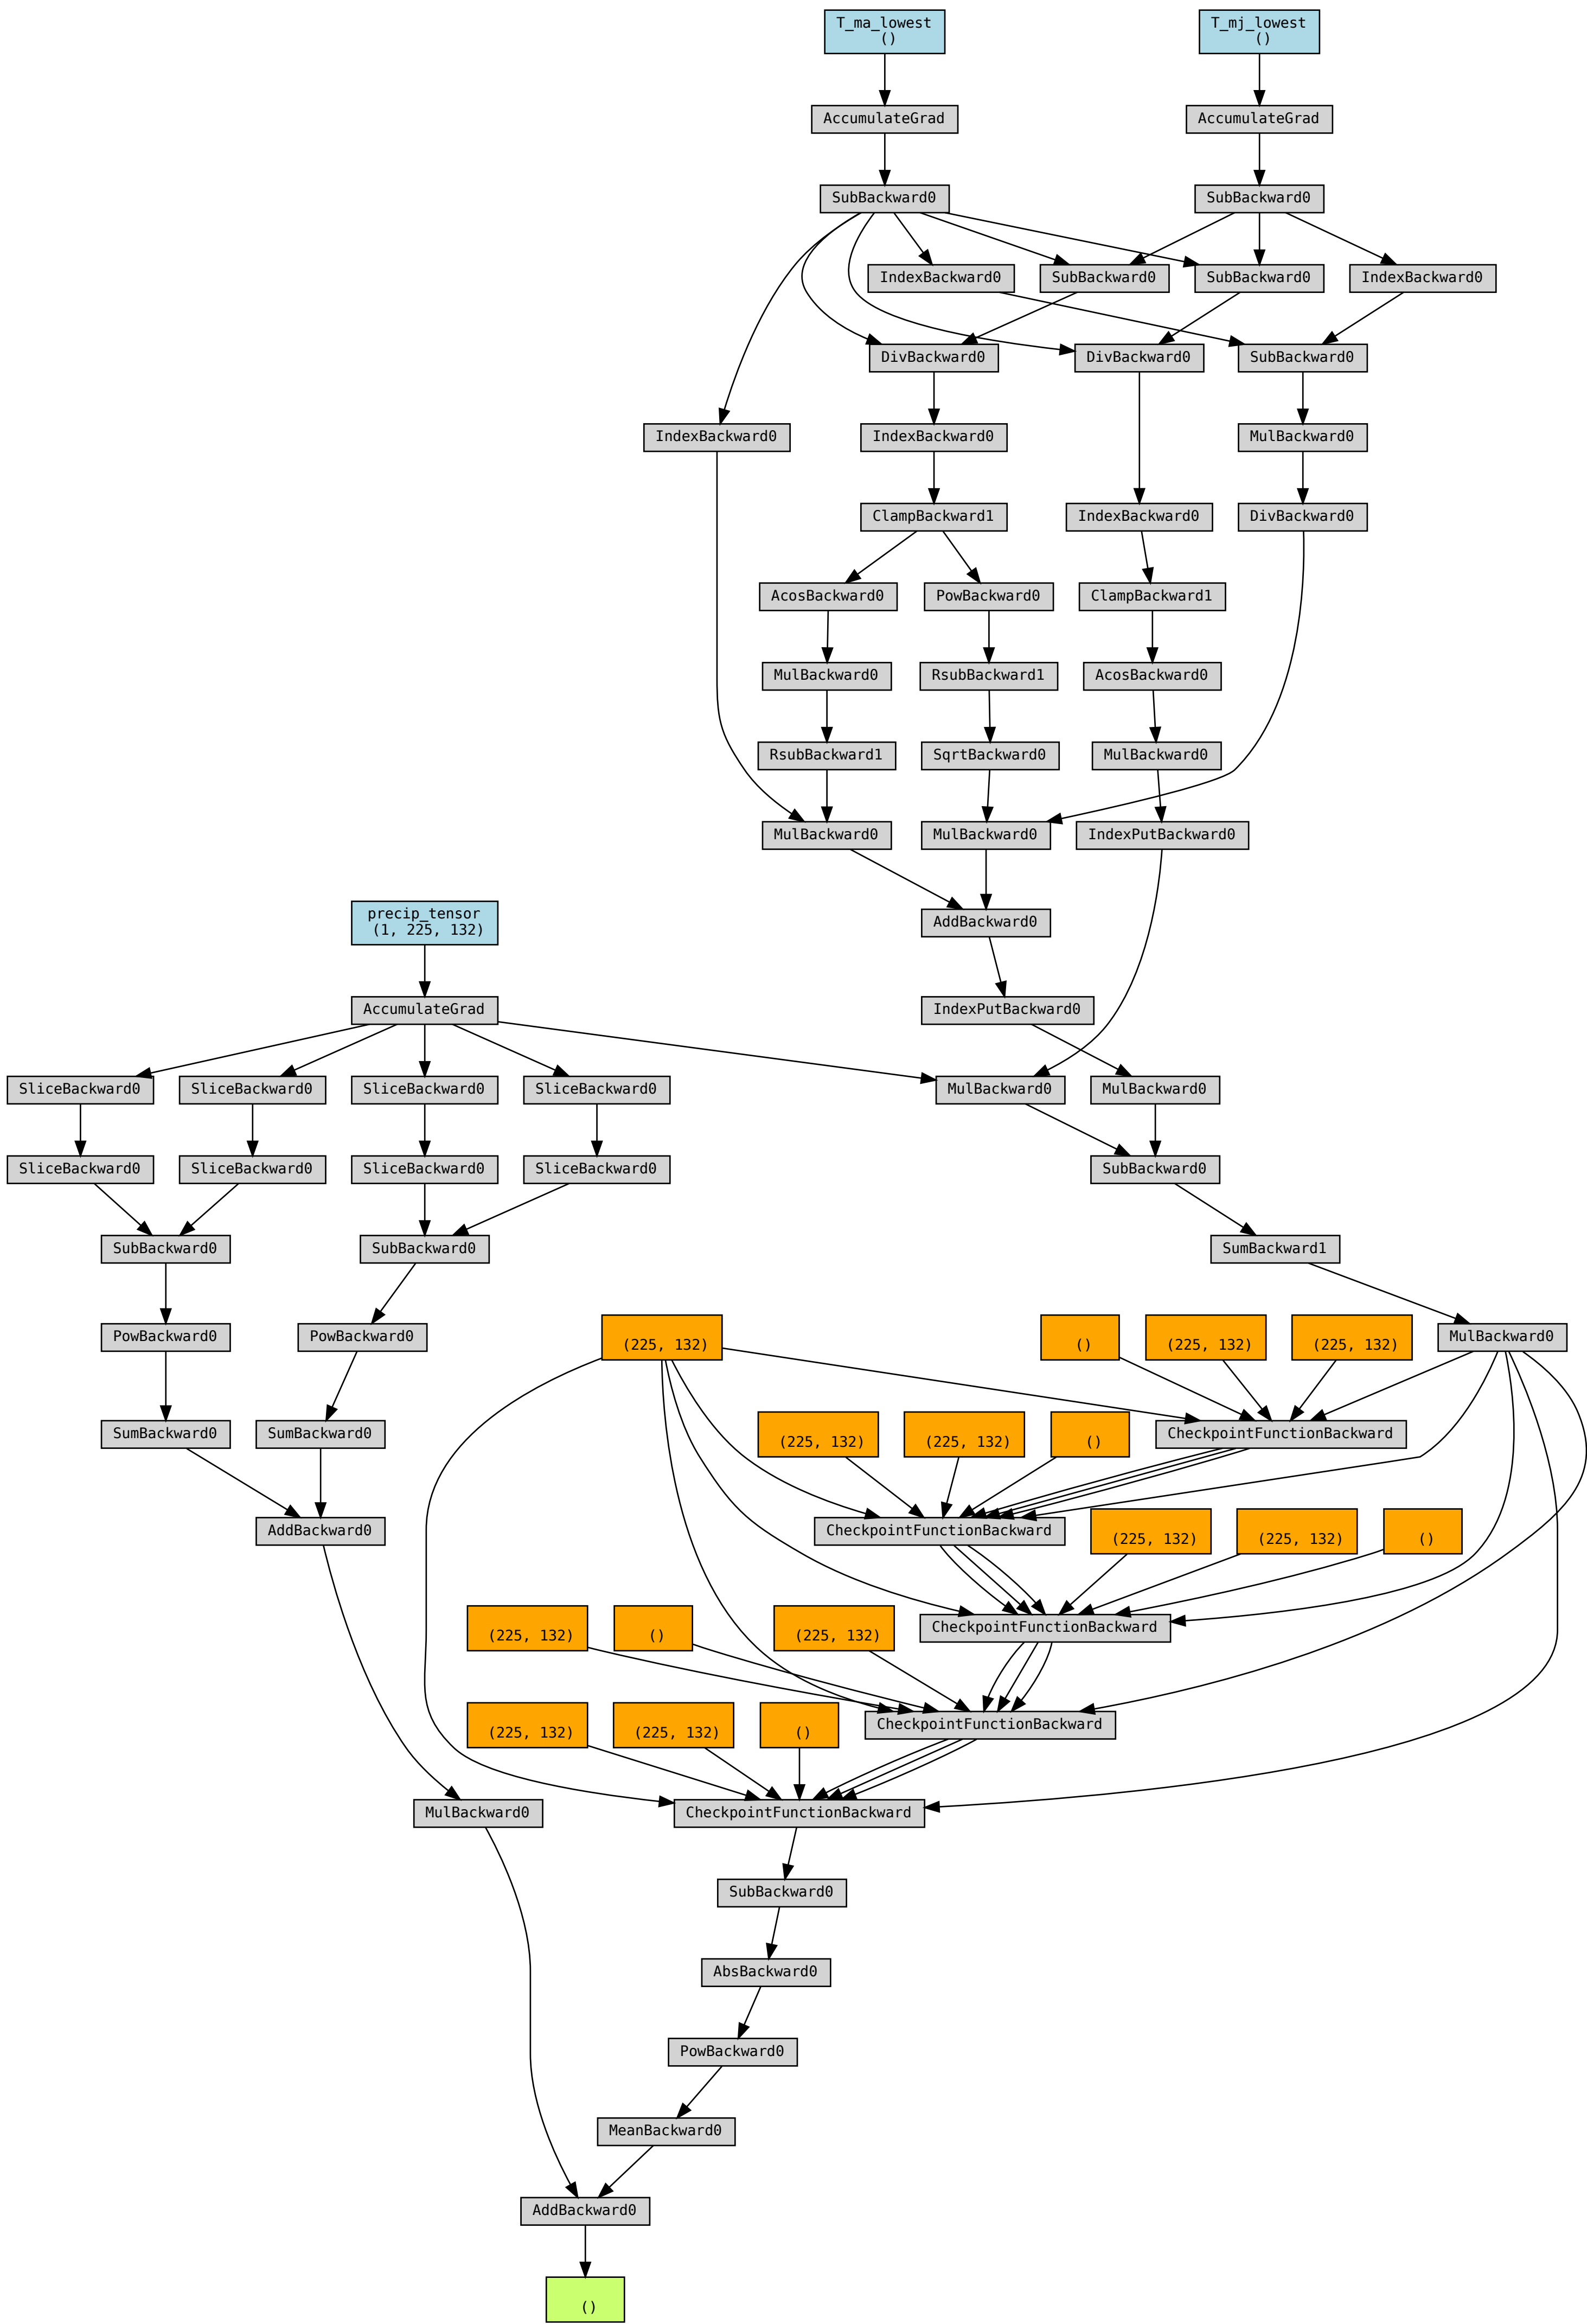 T_ma_lowest
()
T_mj_lowest
()
AccumulateGrad
AccumulateGrad
SubBackward0
SubBackward0
IndexBackward0
SubBackward0
SubBackward0
IndexBackward0
DivBackward0
DivBackward0
SubBackward0
IndexBackward0
IndexBackward0
MulBackward0
ClampBackward1
IndexBackward0
DivBackward0
AcosBackward0
PowBackward0
ClampBackward1
MulBackward0
RsubBackward1
AcosBackward0
RsubBackward1
SqrtBackward0
MulBackward0
MulBackward0
MulBackward0
IndexPutBackward0
precip_tensor
(1, 225, 132)
AddBackward0
AccumulateGrad
IndexPutBackward0
SliceBackward0
SliceBackward0
SliceBackward0
SliceBackward0
MulBackward0
MulBackward0
SliceBackward0
SliceBackward0
SliceBackward0
SliceBackward0
SubBackward0
SubBackward0
SubBackward0
SumBackward1
PowBackward0
PowBackward0
(225, 132)
()
(225, 132)
(225, 132)
MulBackward0
SumBackward0
SumBackward0
(225, 132)
(225, 132)
()
CheckpointFunctionBackward
AddBackward0
CheckpointFunctionBackward
(225, 132)
(225, 132)
()
(225, 132)
()
(225, 132)
CheckpointFunctionBackward
(225, 132)
(225, 132)
()
CheckpointFunctionBackward
MulBackward0
CheckpointFunctionBackward
SubBackward0
AbsBackward0
PowBackward0
MeanBackward0
AddBackward0
()